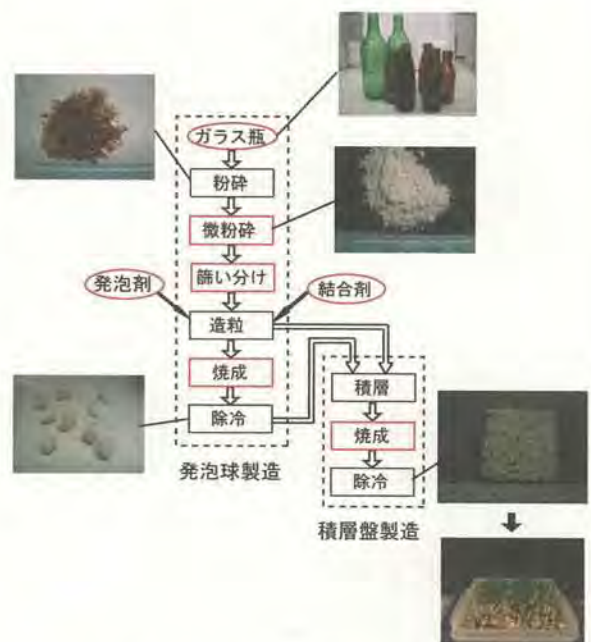 ガラス瓶
粉砕
微粉砕
篩い分け
発泡剤
結合剤
造粒
焼成
除冷
発泡球製造
積層
焼成
除冷
積層盤製造